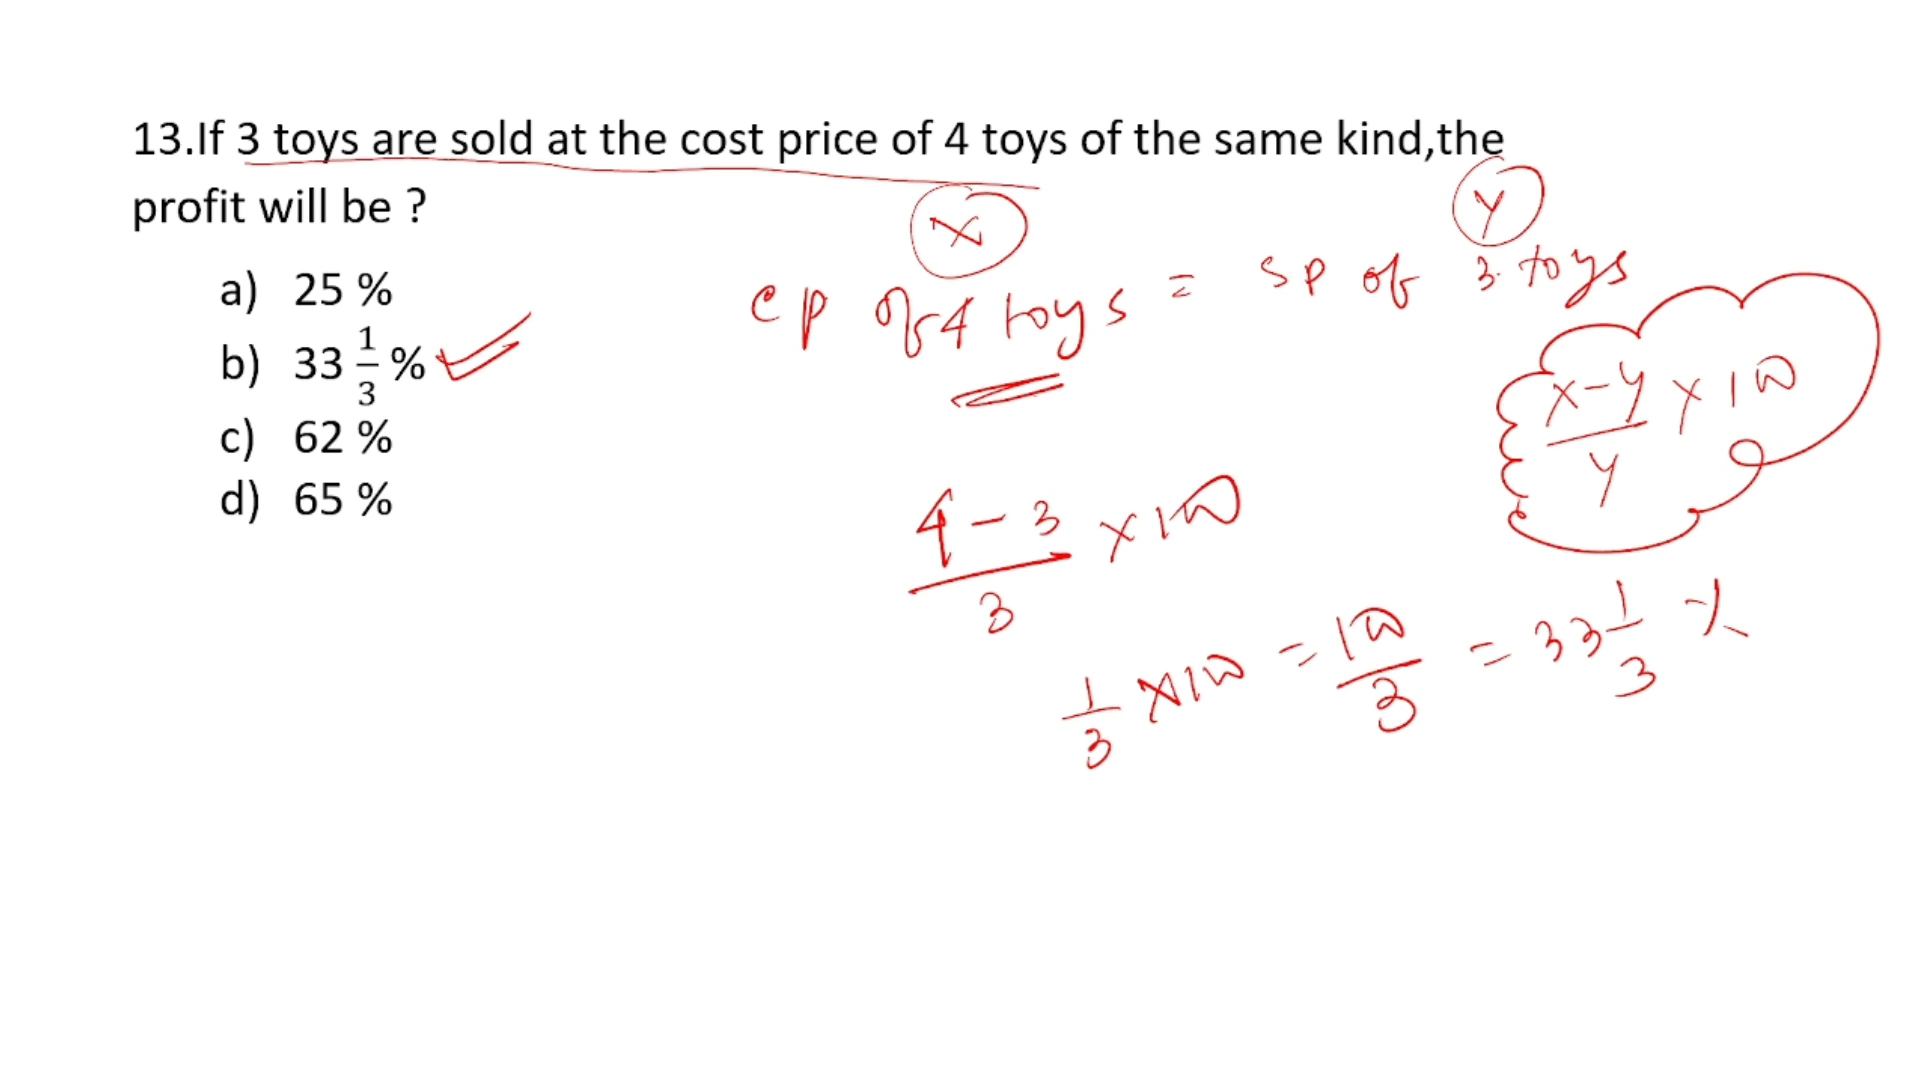 13.If 3 toys are sold at the cost price of 4 toys of the same kind,the
profit will be ?
a) 25 %
b) 33 1/3 %
c) 62 %
d) 65 %
x y
cp of 4 toys = SP of 3 toys
x-y/y x 100
4-3/3 x 100
1/3 x 100 = 100/3 = 33 1/3 %